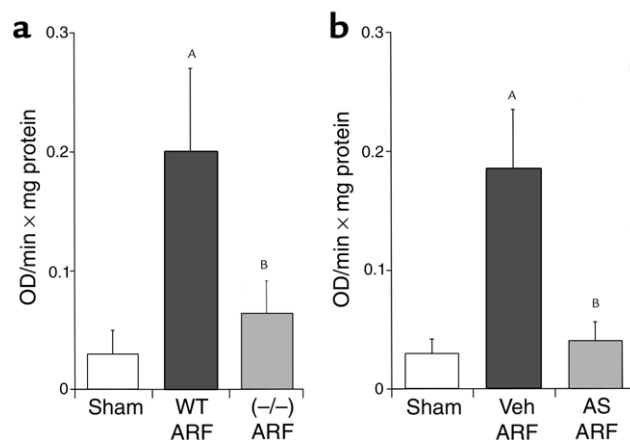 a
OD/min × mg protein
0.3
0.2
0.1
0
A
B
Sham
WT
ARF
(–/–)
ARF
b
OD/min × mg protein
0.3
0.2
0.1
0
A
B
Sham
Veh
ARF
AS
ARF